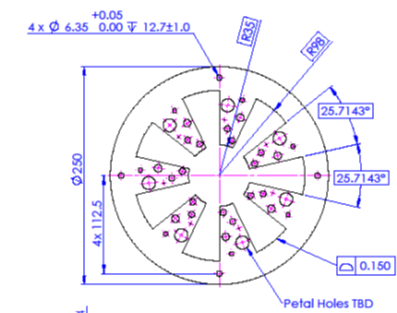 +0.05
4 x Ø 6.35 0.00 ↧ 12.7±1.0
R35
R98
25.7143°
Ø250
25.7143°
4x 112.5
⌓ 0.150
Petal Holes TBD